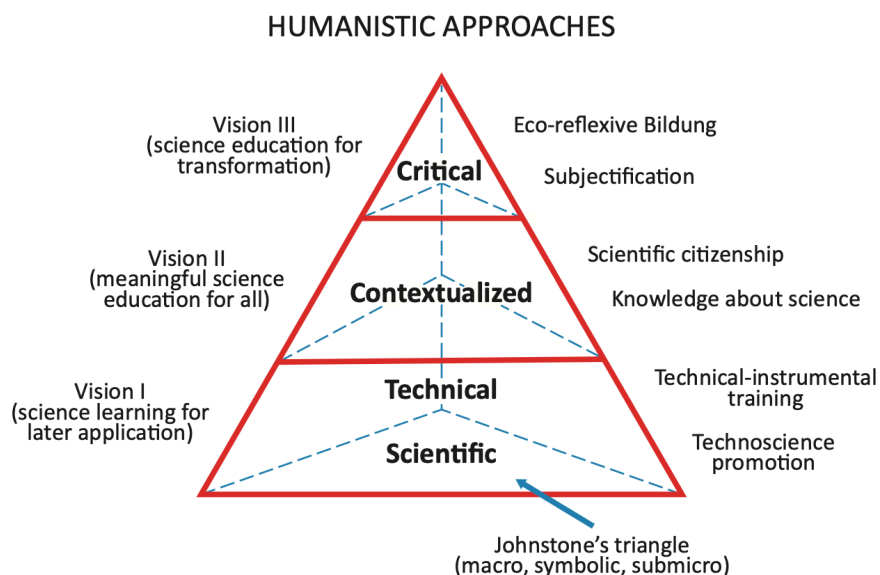 HUMANISTIC APPROACHES
Vision III
(science education for
transformation)
Critical
Eco-reflexive Bildung
Subjectification
Vision II
(meaningful science
education for all)
Contextualized
Scientific citizenship
Knowledge about science
Vision I
(science learning for
later application)
Technical
Scientific
Technical-instrumental
training
Technoscience
promotion
Johnstone's triangle
(macro, symbolic, submicro)